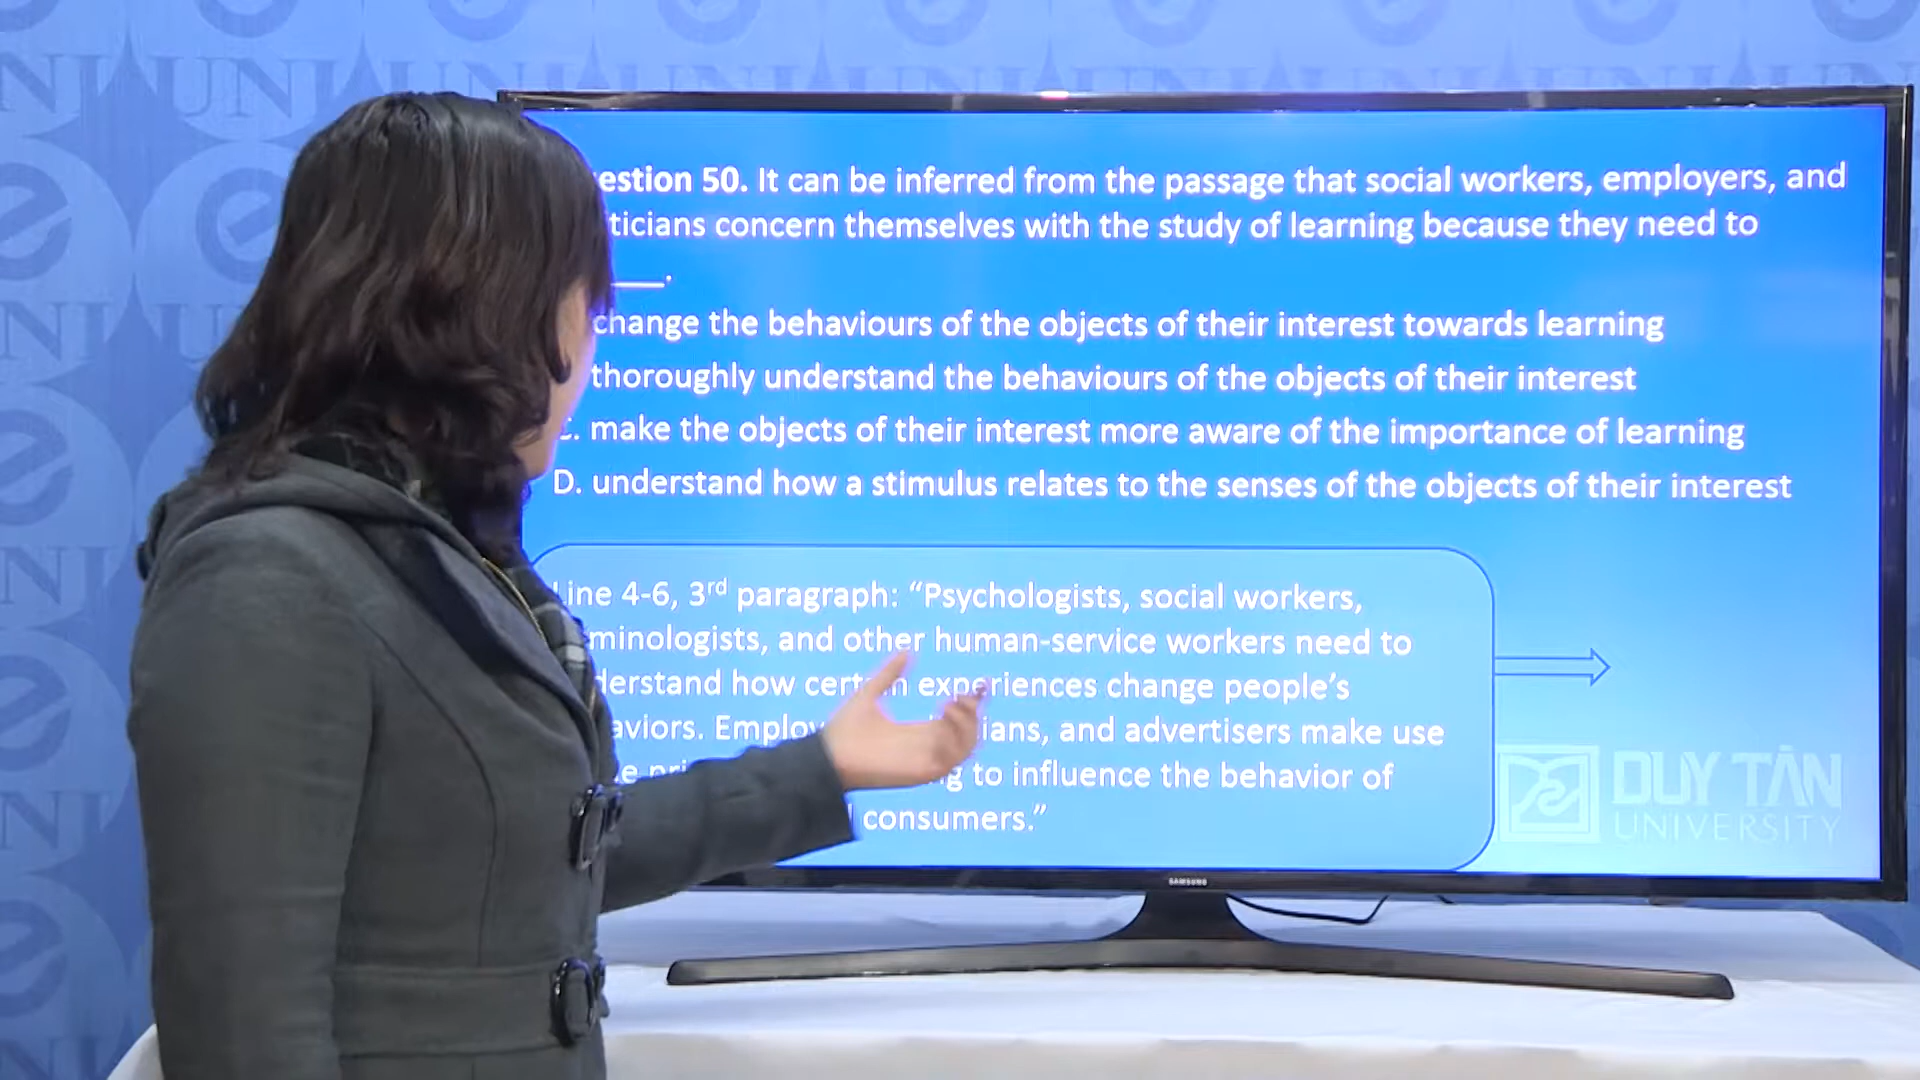 estion 50. It can be inferred from the passage that social workers, employers, and
ticians concern themselves with the study of learning because they need to
____.
change the behaviours of the objects of their interest towards learning
thoroughly understand the behaviours of the objects of their interest
C. make the objects of their interest more aware of the importance of learning
D. understand how a stimulus relates to the senses of the objects of their interest
Line 4-6, 3rd paragraph: “Psychologists, social workers,
minologists, and other human-service workers need to
derstand how certain experiences change people’s
aviors. Employ ians, and advertisers make use
e pri g to influence the behavior of
consumers.”
DUY TÂN
UNIVERSITY
SAMSUNG